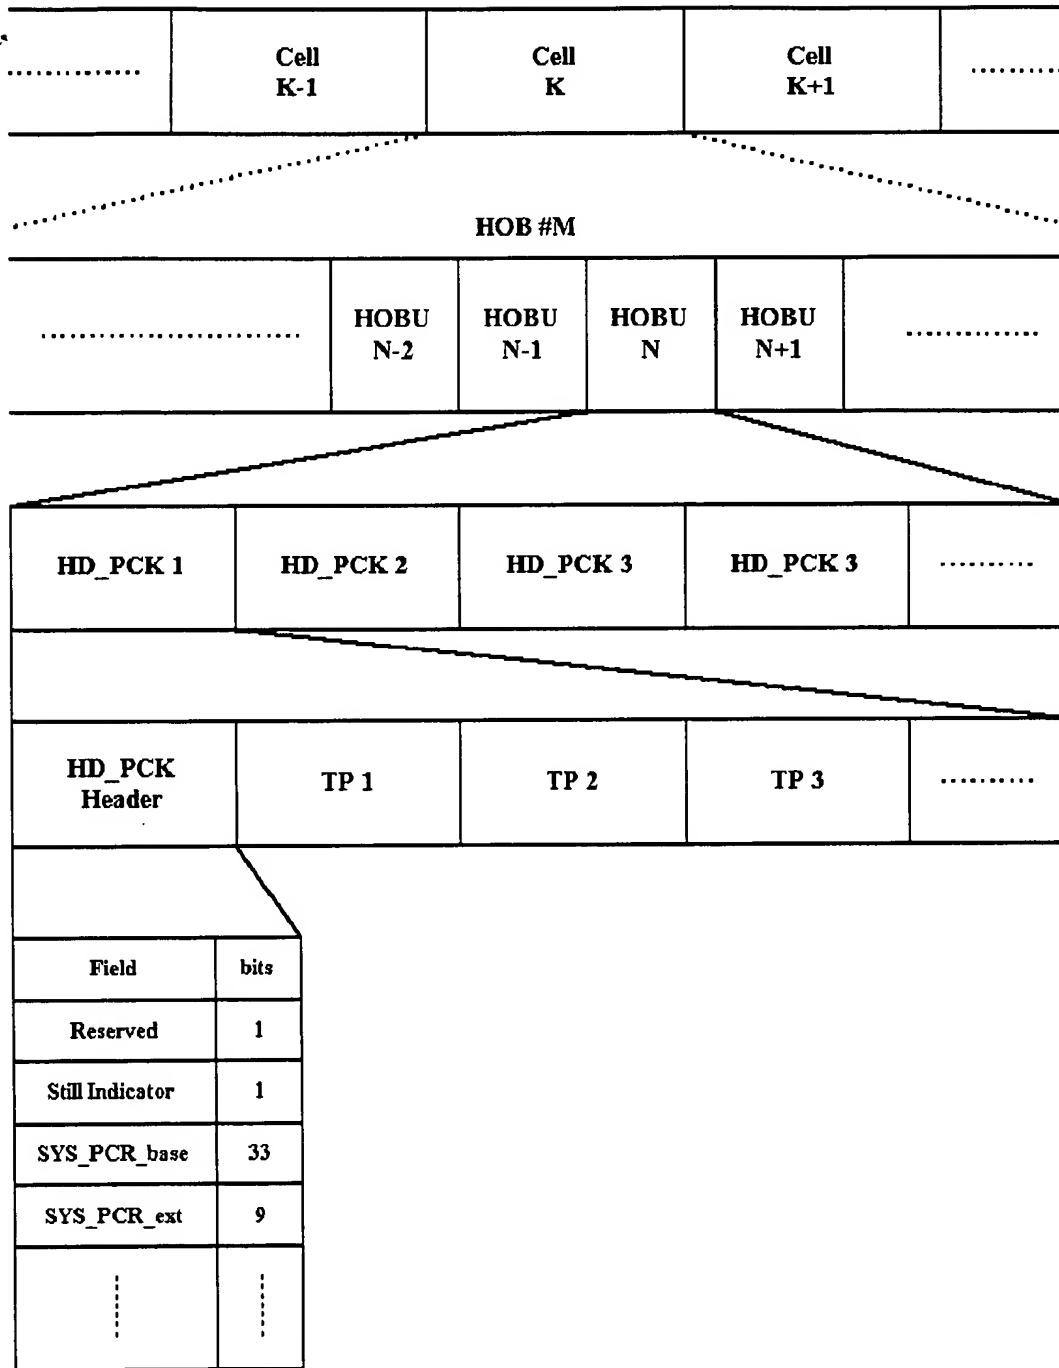 Cell K-1
Cell K
Cell K+1
HOB #M
HOBU N-2
HOBU N-1
HOBU N
HOBU N+1
HD_PCK 1
HD_PCK 2
HD_PCK 3
HD_PCK 3
HD_PCK Header
TP 1
TP 2
TP 3
Field bits
Reserved 1
Still Indicator 1
SYS_PCR_base 33
SYS_PCR_ext 9